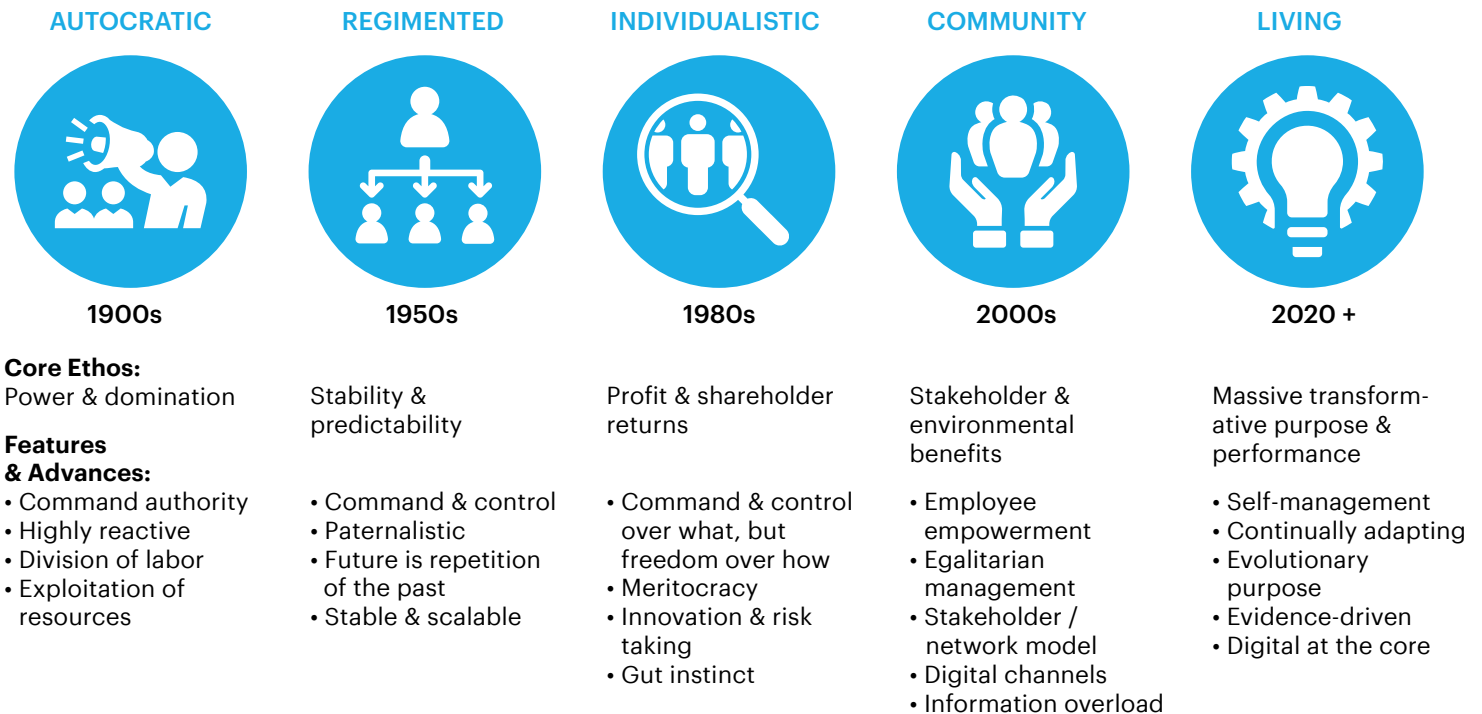 AUTOCRATIC
REGIMENTED
INDIVIDUALISTIC
COMMUNITY
LIVING
1900s
1950s
1980s
2000s
2020 +
Core Ethos:
Power & domination
Stability &
predictability
Profit & shareholder
returns
Stakeholder &
environmental
benefits
Massive transform-
ative purpose &
performance
Features
& Advances:
• Command authority
• Highly reactive
• Division of labor
• Exploitation of
resources
• Command & control
• Paternalistic
• Future is repetition
of the past
• Stable & scalable
• Command & control
over what, but
freedom over how
• Meritocracy
• Innovation & risk
taking
• Gut instinct
• Employee
empowerment
• Egalitarian
management
• Stakeholder /
network model
• Digital channels
• Information overload
• Self-management
• Continually adapting
• Evolutionary
purpose
• Evidence-driven
• Digital at the core